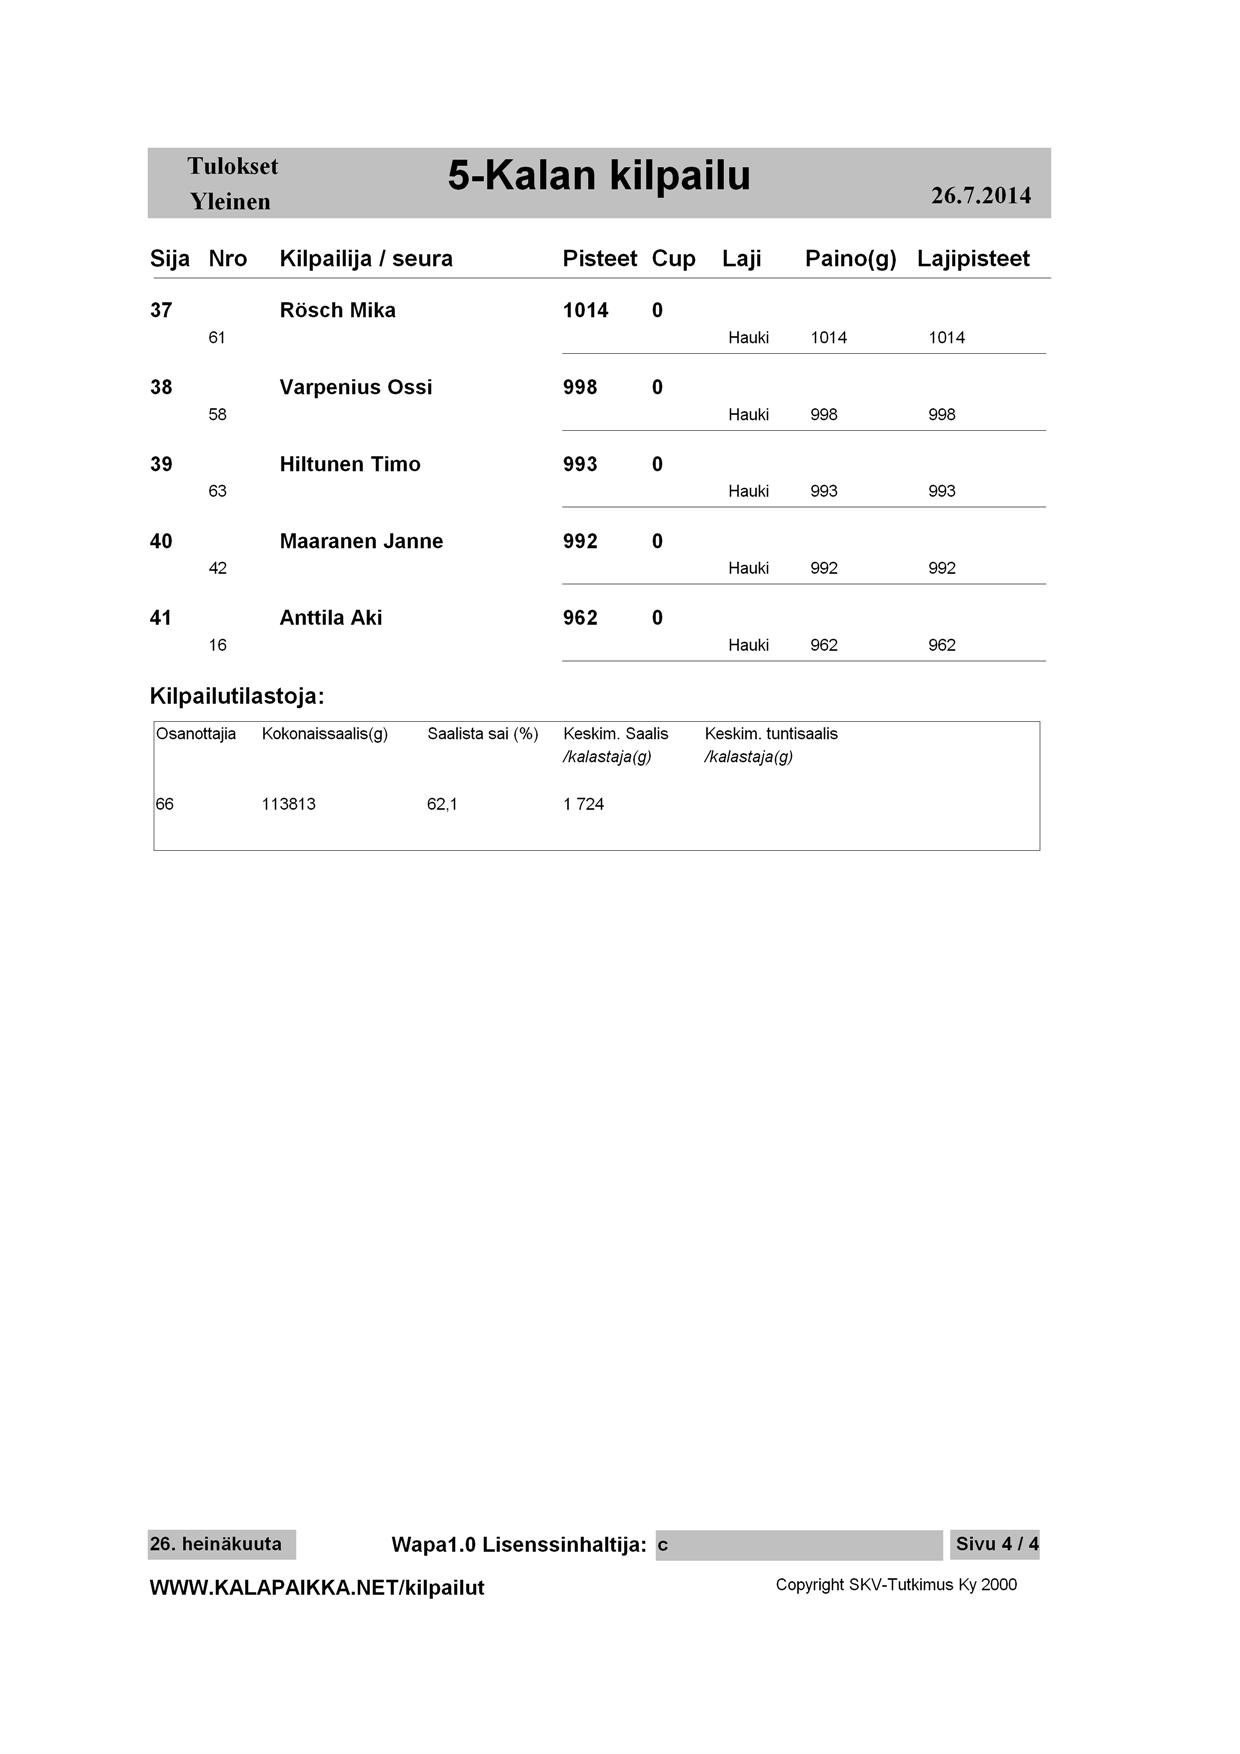 Tulokset
Yleinen
5-Kalan kilpailu
26.7.2014
Sija Nro Kilpailija / seura Pisteet Cup Laji Paino(g) Lajipisteet
37 Rösch Mika 1014 0
61 Hauki 1014 1014
38 Varpenius Ossi 998 0
58 Hauki 998 998
39 Hiltunen Timo 993 0
63 Hauki 993 993
40 Maaranen Janne 992 0
42 Hauki 992 992
41 Anttila Aki 962 0
16 Hauki 962 962
Kilpailutilastoja:
Osanottajia Kokonaissaalis(g) Saalista sai (%) Keskim. Saalis Keskim. tuntisaalis
/kalastaja(g) /kalastaja(g)
66 113813 62,1 1 724
26. heinäkuuta Wapa1.0 Lisenssinhaltija: c Sivu 4 / 4
WWW.KALAPAIKKA.NET/kilpailut Copyright SKV-Tutkimus Ky 2000